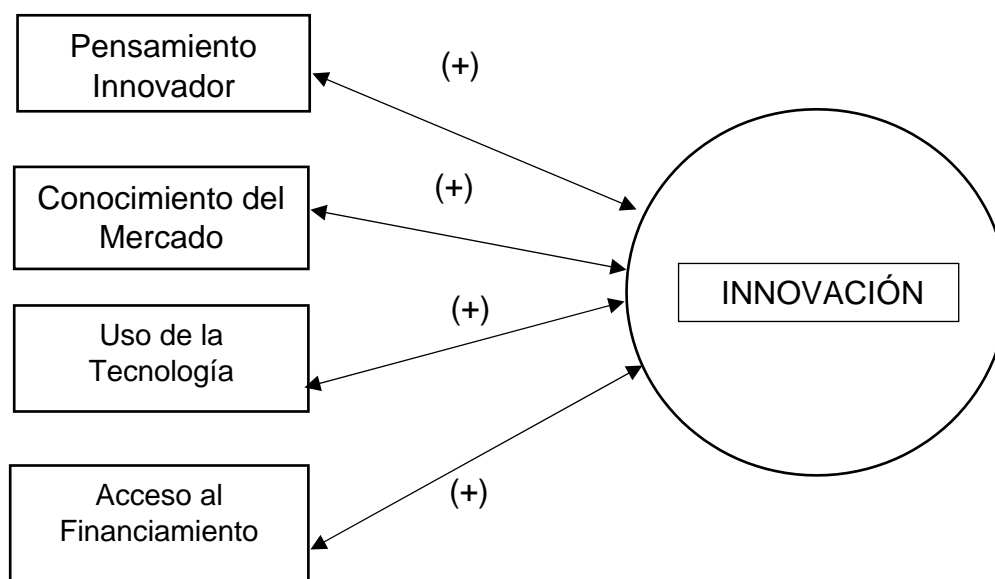 Pensamiento
Innovador
(+)
Conocimiento del
Mercado
(+)
INNOVACIÓN
Uso de la
Tecnología
(+)
Acceso al
Financiamiento
(+)